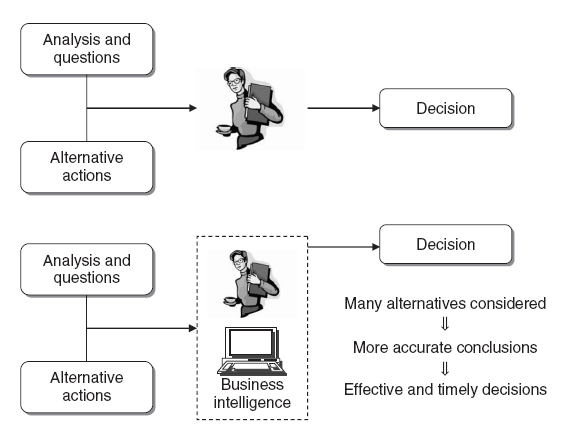 Analysis and
questions
Decision
Alternative
actions
Analysis and
questions
Decision
Many alternatives considered
⇓
More accurate conclusions
⇓
Effective and timely decisions
Alternative
actions
Business
intelligence